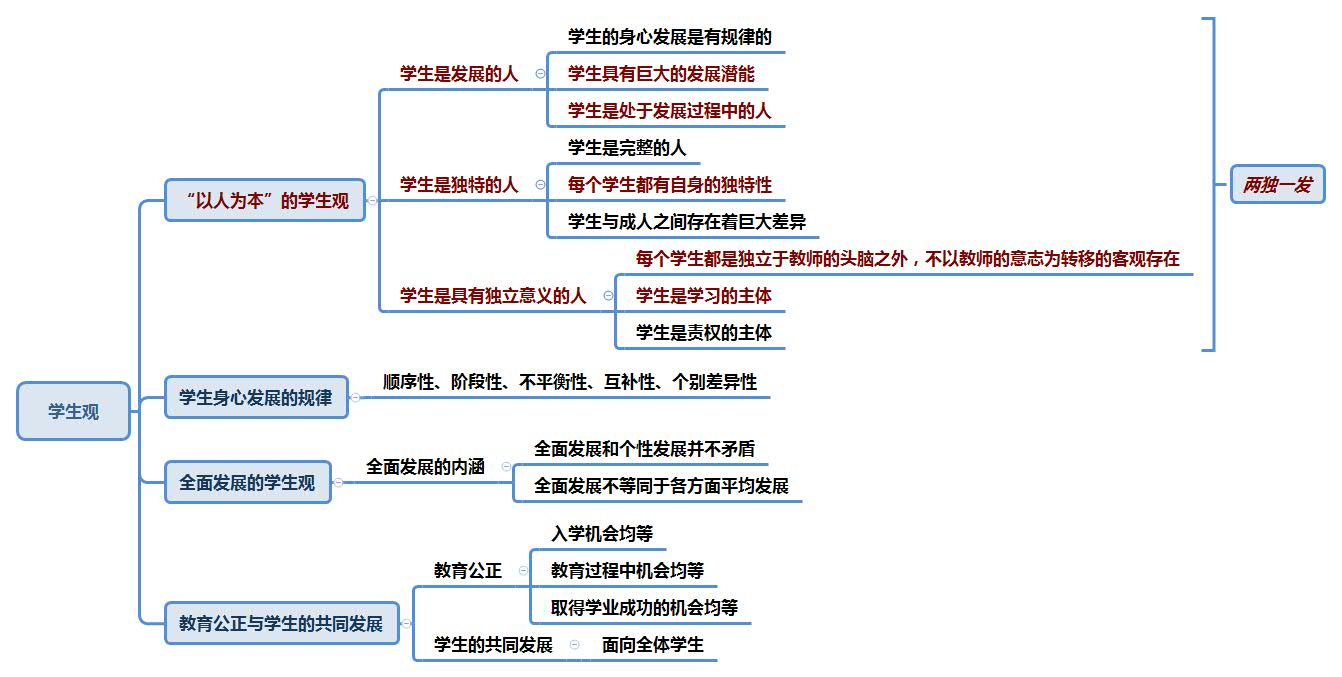 学生观
“以人为本”的学生观
学生是发展的人
学生的身心发展是有规律的
学生具有巨大的发展潜能
学生是处于发展过程中的人
学生是独特的人
学生是完整的人
每个学生都有自身的独特性
学生与成人之间存在着巨大差异
学生是具有独立意义的人
每个学生都是独立于教师的头脑之外，不以教师的意志为转移的客观存在
学生是学习的主体
学生是责权的主体
两独一发
学生身心发展的规律
顺序性、阶段性、不平衡性、互补性、个别差异性
全面发展的学生观
全面发展的内涵
全面发展和个性发展并不矛盾
全面发展不等同于各方面平均发展
教育公正与学生的共同发展
教育公正
入学机会均等
教育过程中机会均等
取得学业成功的机会均等
学生的共同发展
面向全体学生